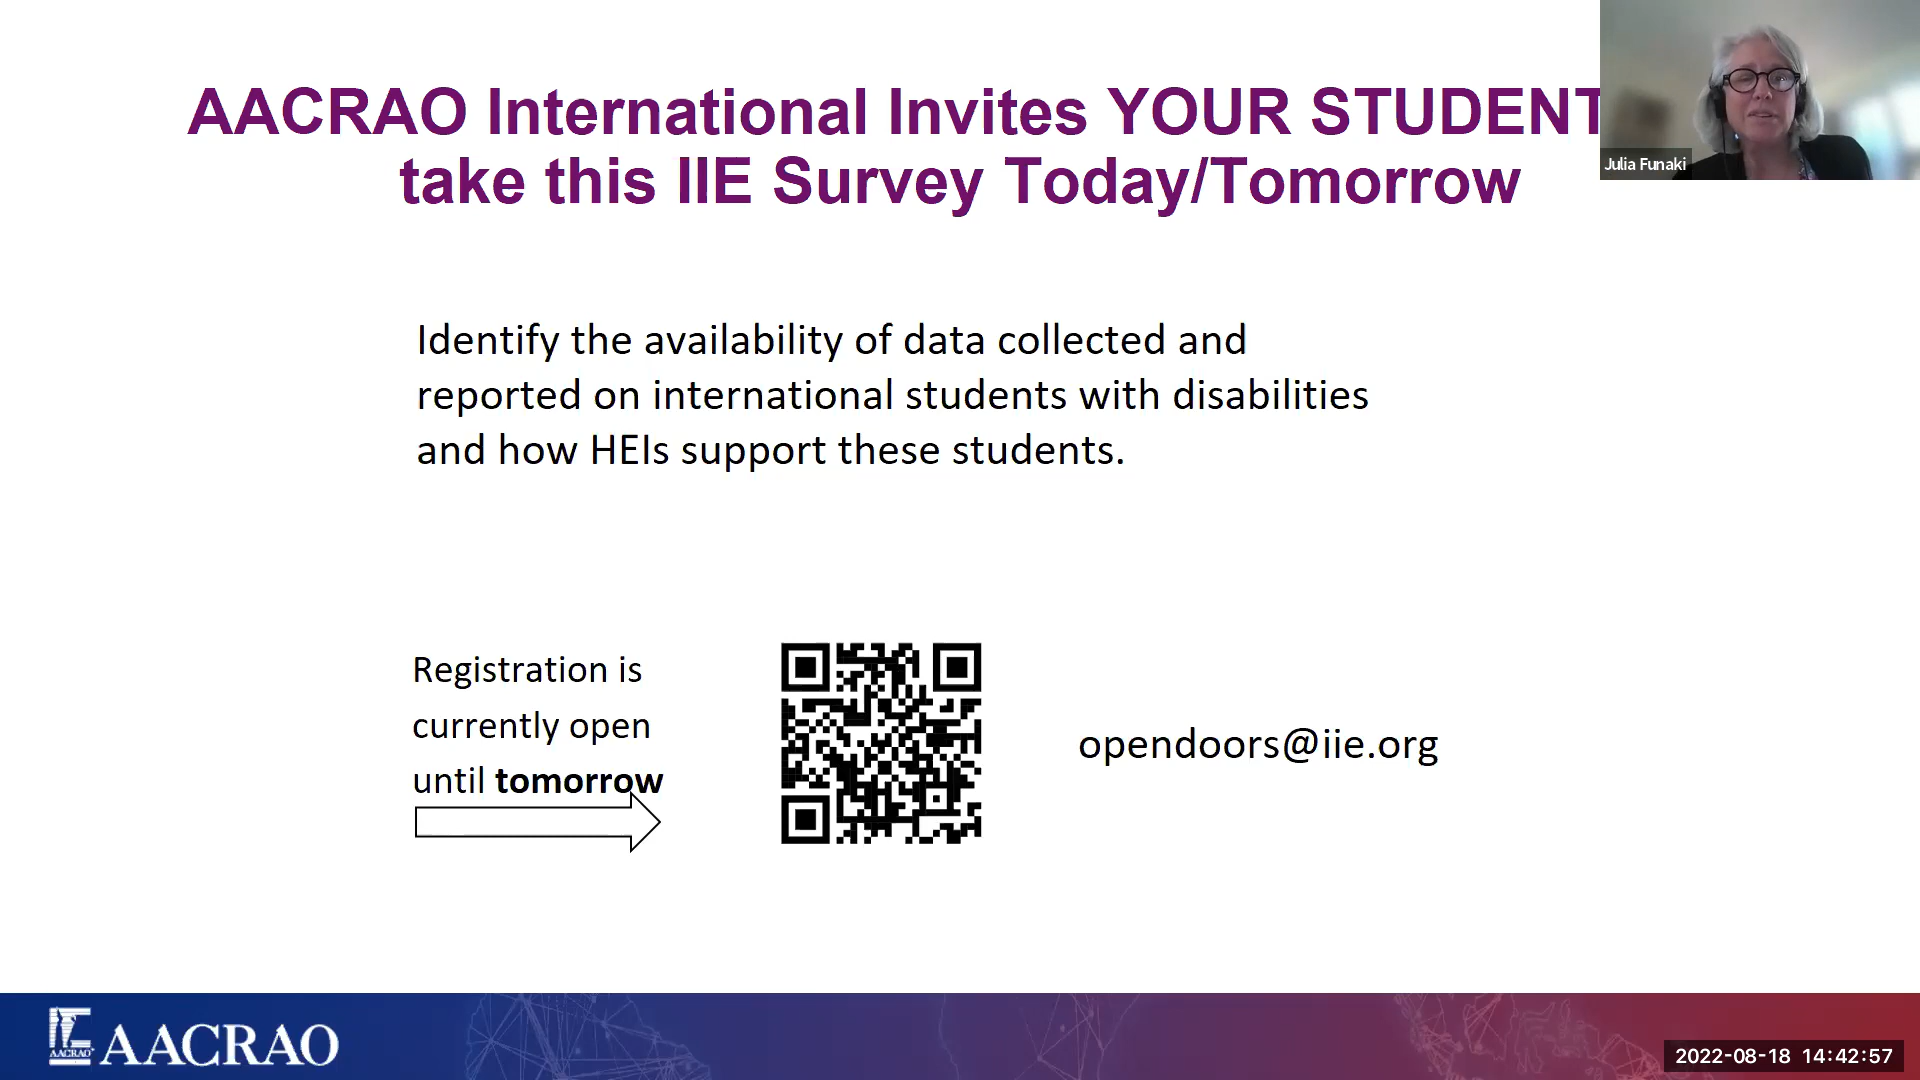 AACRAO International Invites YOUR STUDENT
take this IIE Survey Today/Tomorrow
Julia Funaki
Identify the availability of data collected and
reported on international students with disabilities
and how HEIs support these students.
Registration is
currently open
until tomorrow
opendoors@iie.org
AACRAO
AACRAO
2022-08-18 14:42:57